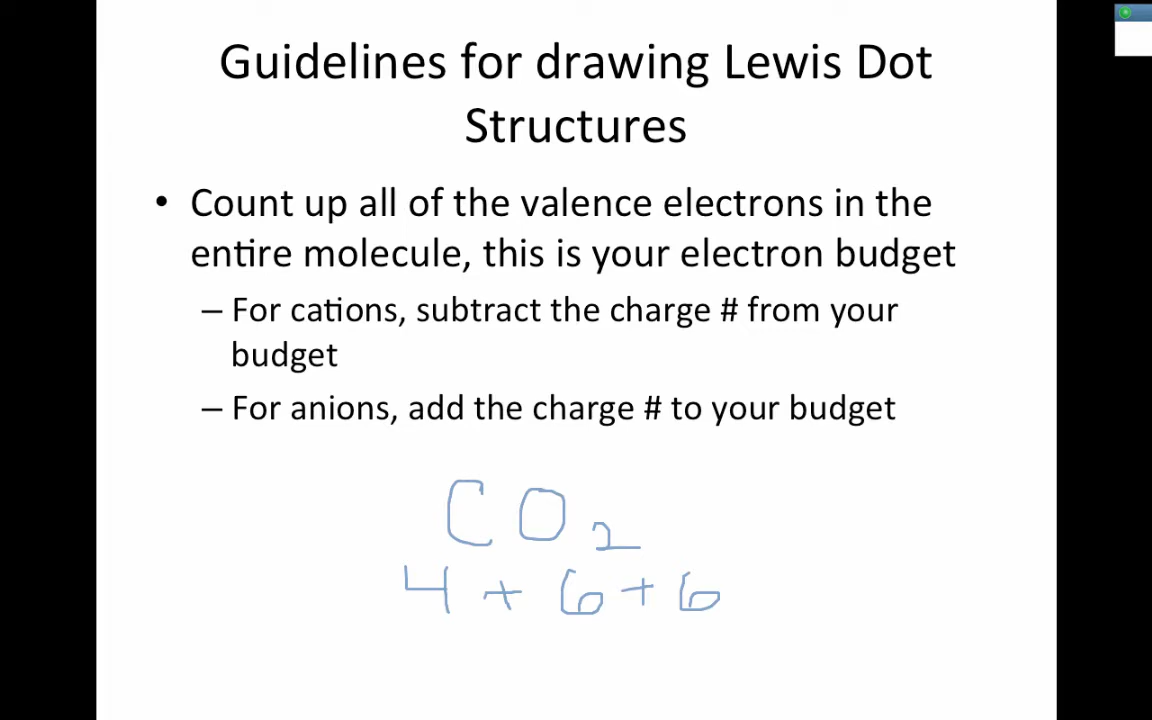 Guidelines for drawing Lewis Dot
Structures
• Count up all of the valence electrons in the
entire molecule, this is your electron budget
– For cations, subtract the charge # from your
budget
– For anions, add the charge # to your budget
CO₂
4 + 6 + 6